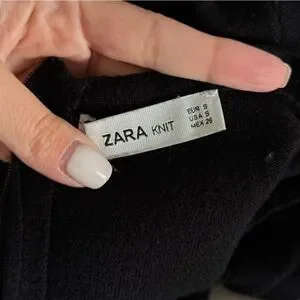 ZARA KNIT
EUR S
USA S
MEX 26